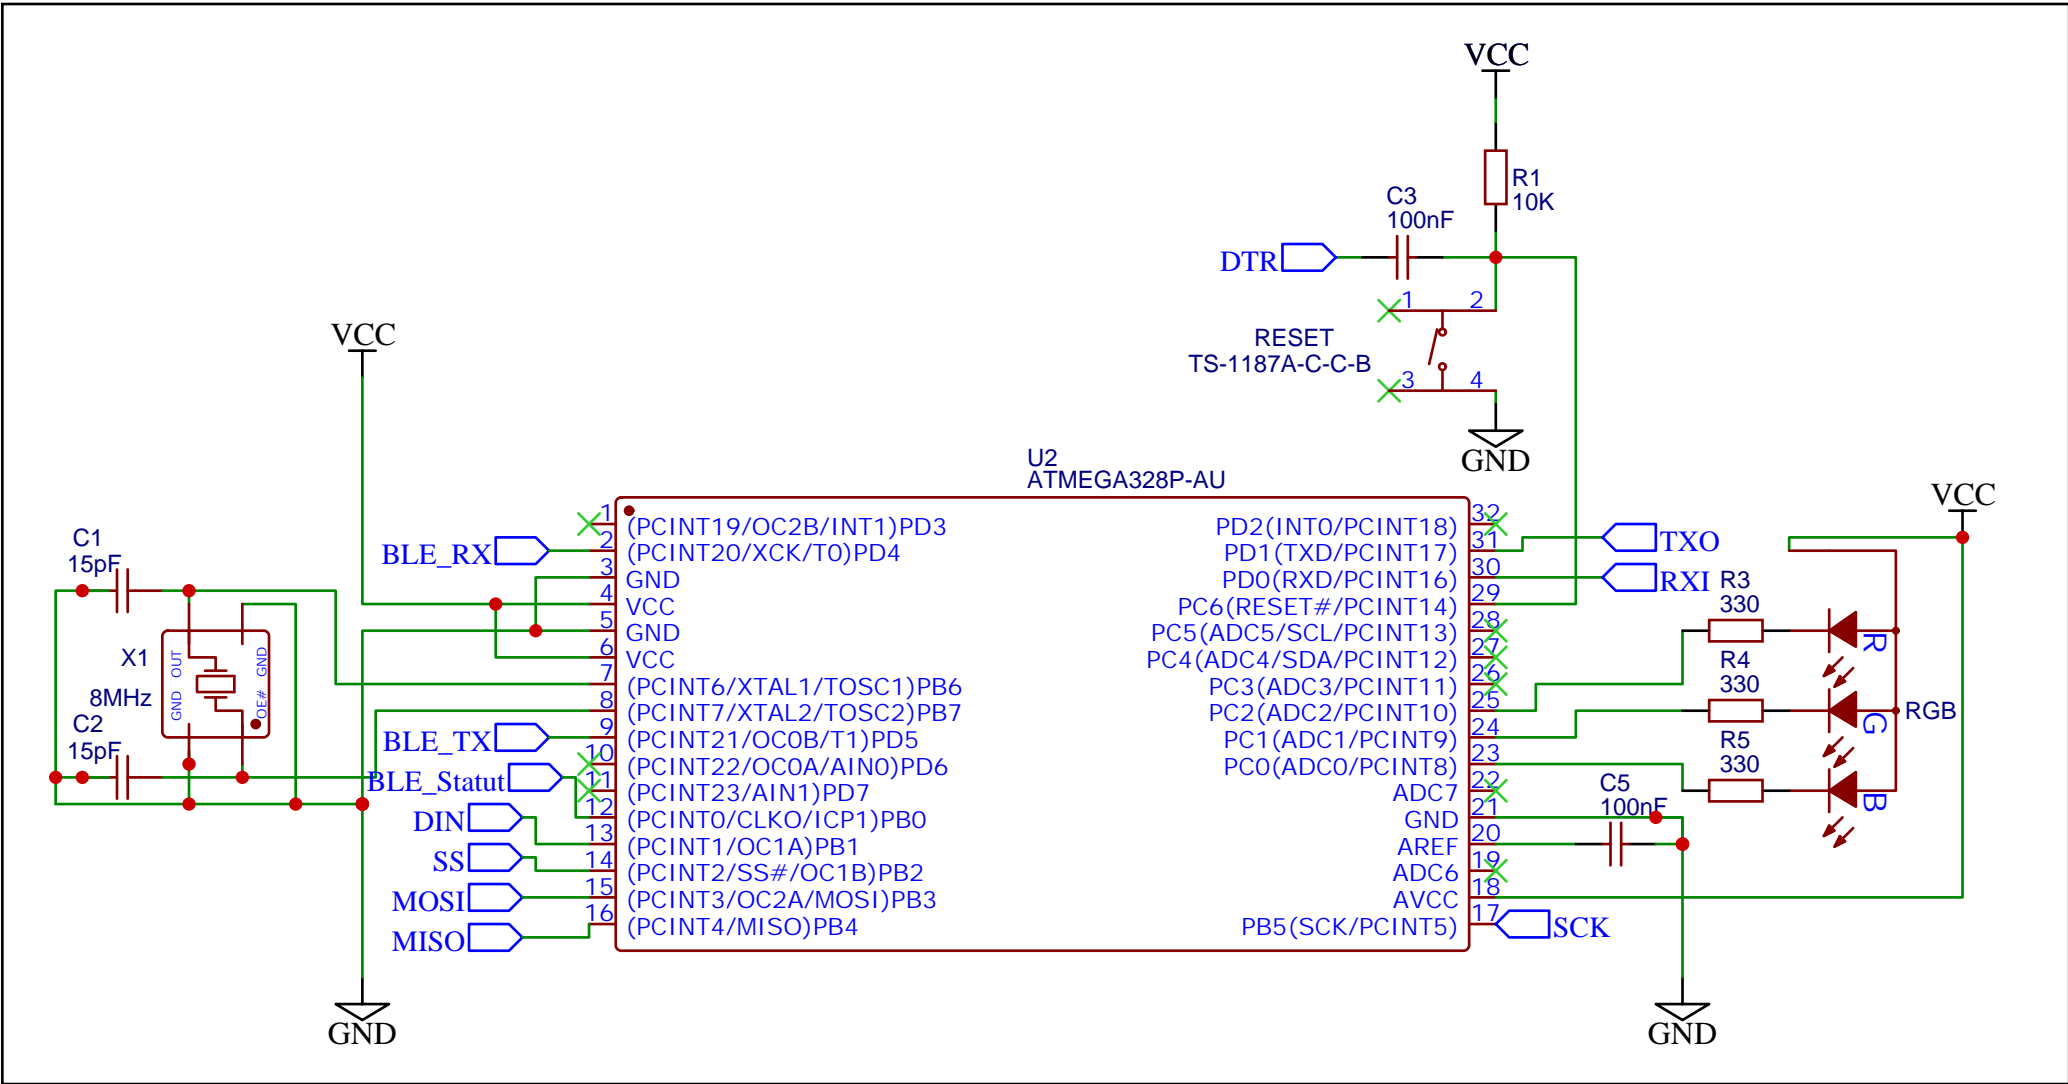 VCC
R1
10K
C3
100nF
DTR
1
2
RESET
TS-1187A-C-C-B
3
4
GND
VCC
U2
ATMEGA328P-AU
C1
15pF
X1
8MHz
GND
OUT
OE#
GND
C2
15pF
GND
BLE_RX
BLE_TX
BLE_Statut
DIN
SS
MOSI
MISO
1 (PCINT19/OC2B/INT1)PD3
2 (PCINT20/XCK/T0)PD4
3 GND
4 VCC
5 GND
6 VCC
7 (PCINT6/XTAL1/TOSC1)PB6
8 (PCINT7/XTAL2/TOSC2)PB7
9 (PCINT21/OC0B/T1)PD5
10 (PCINT22/OC0A/AIN0)PD6
11 (PCINT23/AIN1)PD7
12 (PCINT0/CLKO/ICP1)PB0
13 (PCINT1/OC1A)PB1
14 (PCINT2/SS#/OC1B)PB2
15 (PCINT3/OC2A/MOSI)PB3
16 (PCINT4/MISO)PB4
PD2(INT0/PCINT18) 32
PD1(TXD/PCINT17) 31
PD0(RXD/PCINT16) 30
PC6(RESET#/PCINT14) 29
PC5(ADC5/SCL/PCINT13) 28
PC4(ADC4/SDA/PCINT12) 27
PC3(ADC3/PCINT11) 26
PC2(ADC2/PCINT10) 25
PC1(ADC1/PCINT9) 24
PC0(ADC0/PCINT8) 23
ADC7 22
GND 21
AREF 20
ADC6 19
AVCC 18
PB5(SCK/PCINT5) 17
TXO
RXI
SCK
VCC
R3
330
R4
330
R5
330
R
G
B
RGB
C5
100nF
GND